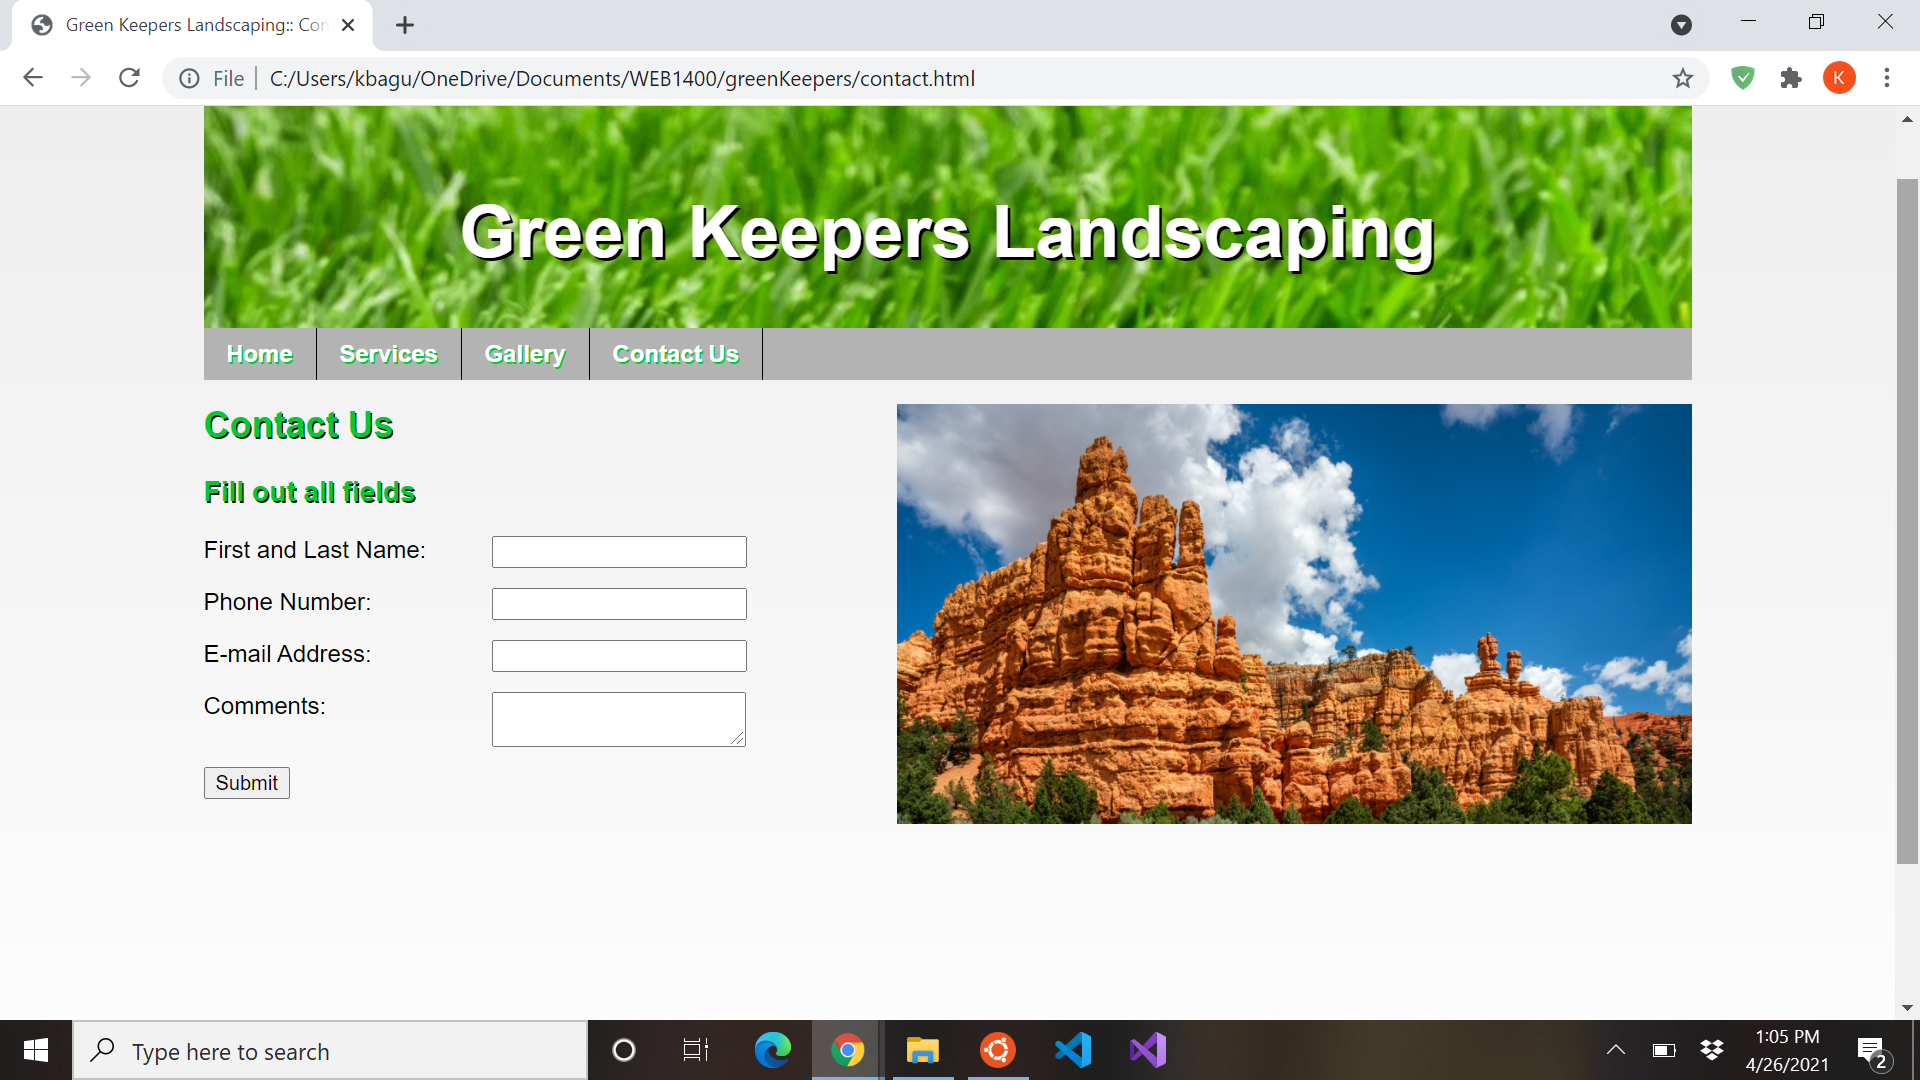 Green Keepers Landscaping:: Con
File
C:/Users/kbagu/OneDrive/Documents/WEB1400/greenKeepers/contact.html
K
Green Keepers Landscaping
Home Services Gallery Contact Us
Contact Us
Fill out all fields
First and Last Name:
Phone Number:
E-mail Address:
Comments:
Submit
Type here to search
1:05 PM
4/26/2021
2